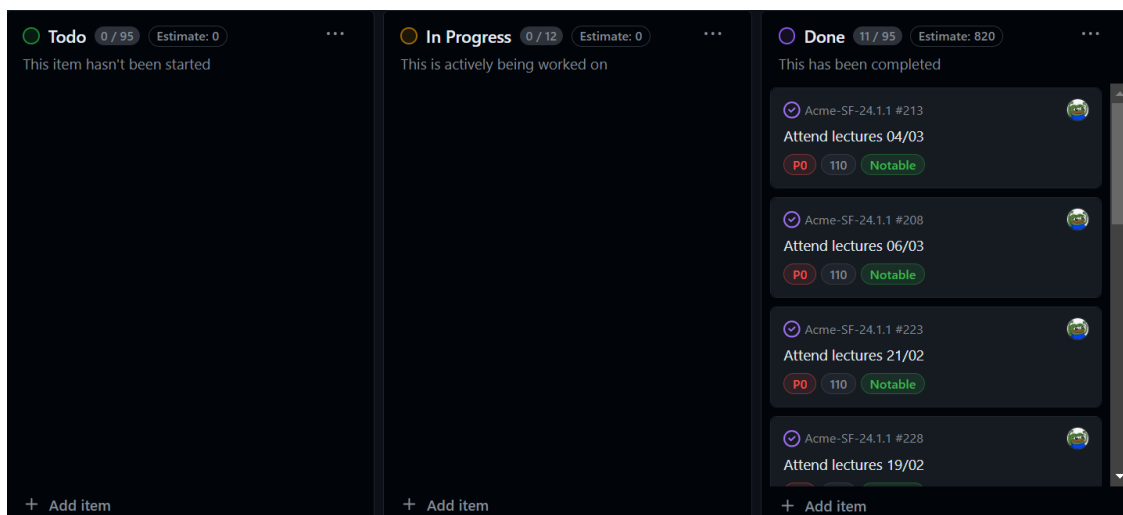 Todo 0 / 95 Estimate: 0 ...
This item hasn't been started
+ Add item
In Progress 0 / 12 Estimate: 0 ...
This is actively being worked on
+ Add item
Done 11 / 95 Estimate: 820 ...
This has been completed
Acme-SF-24.1.1 #213
Attend lectures 04/03
P0 110 Notable
Acme-SF-24.1.1 #208
Attend lectures 06/03
P0 110 Notable
Acme-SF-24.1.1 #223
Attend lectures 21/02
P0 110 Notable
Acme-SF-24.1.1 #228
Attend lectures 19/02
+ Add item